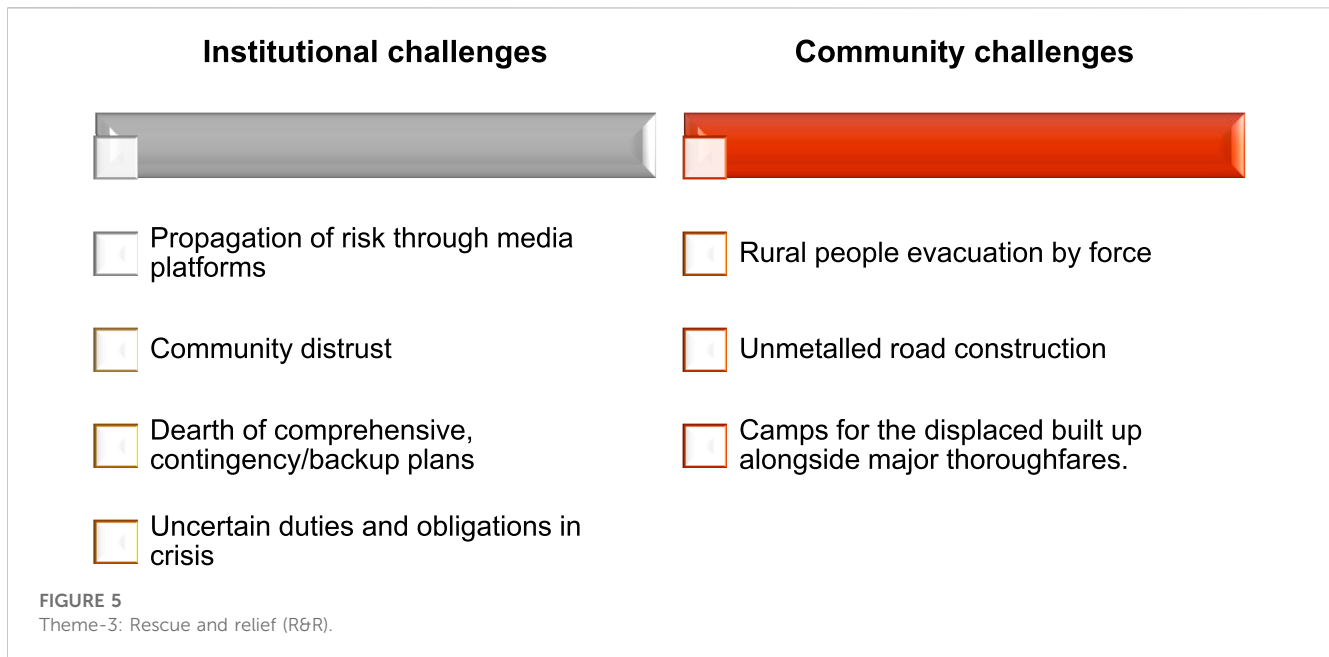 Institutional challenges
Propagation of risk through media
platforms
Community distrust
Dearth of comprehensive,
contingency/backup plans
Uncertain duties and obligations in
crisis
Community challenges
Rural people evacuation by force
Unmetalled road construction
Camps for the displaced built up
alongside major thoroughfares.
FIGURE 5
Theme-3: Rescue and relief (R&R).